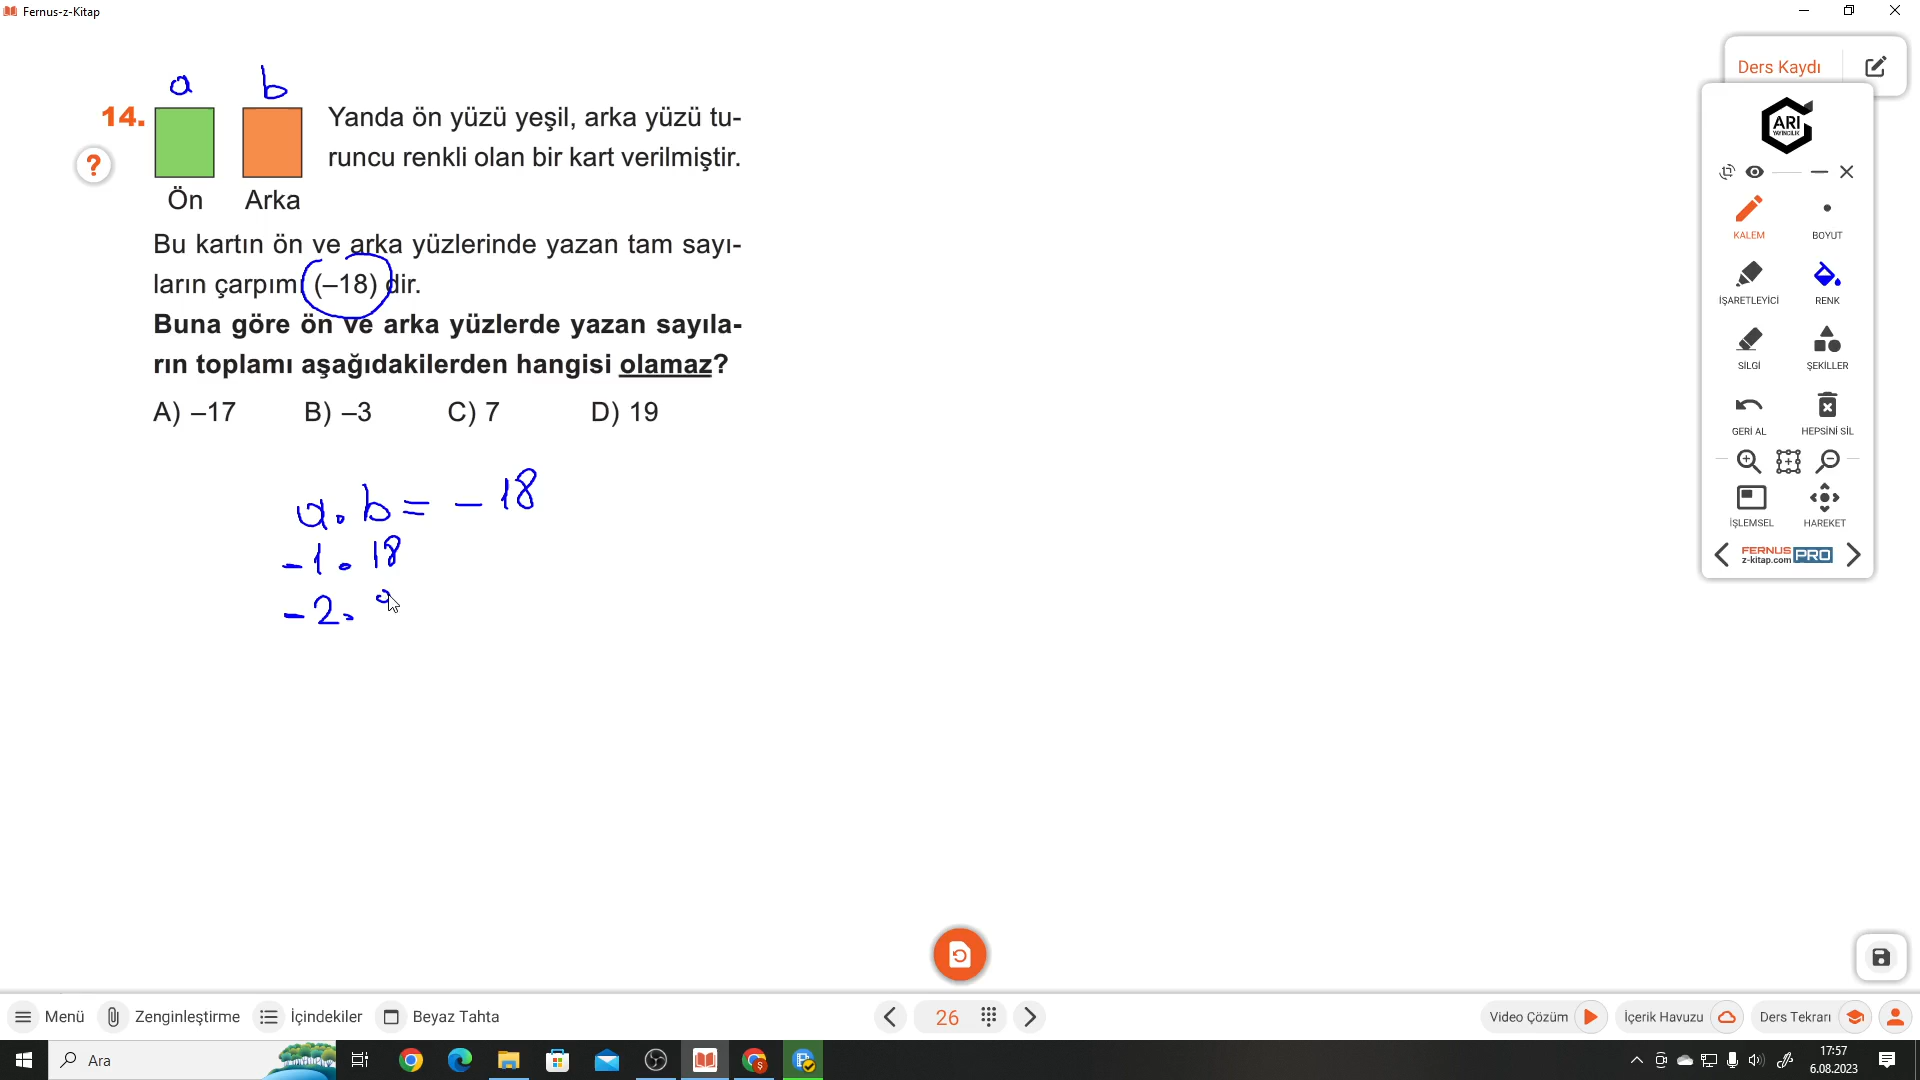 Fernus-z-Kitap
Ders Kaydı
a b
14.
Yanda ön yüzü yeşil, arka yüzü tu-
runcu renkli olan bir kart verilmiştir.
?
Ön Arka
Bu kartın ön ve arka yüzlerinde yazan tam sayı-
ların çarpım (–18) dir.
Buna göre ön ve arka yüzlerde yazan sayıla-
rın toplamı aşağıdakilerden hangisi olamaz?
A) –17 B) –3 C) 7 D) 19
a . b = - 18
-1 . 18
-2 . 9
ARI
YAYINCILIK
KALEM BOYUT
İŞARETLEYİCİ RENK
SİLGİ ŞEKİLLER
GERİ AL HEPSİNİ SİL
İŞLEMSEL HAREKET
FERNUS PRO
z-kitap.com
Menü Zenginleştirme İçindekiler Beyaz Tahta 26 Video Çözüm İçerik Havuzu Ders Tekrarı
Ara
17:57
6.08.2023